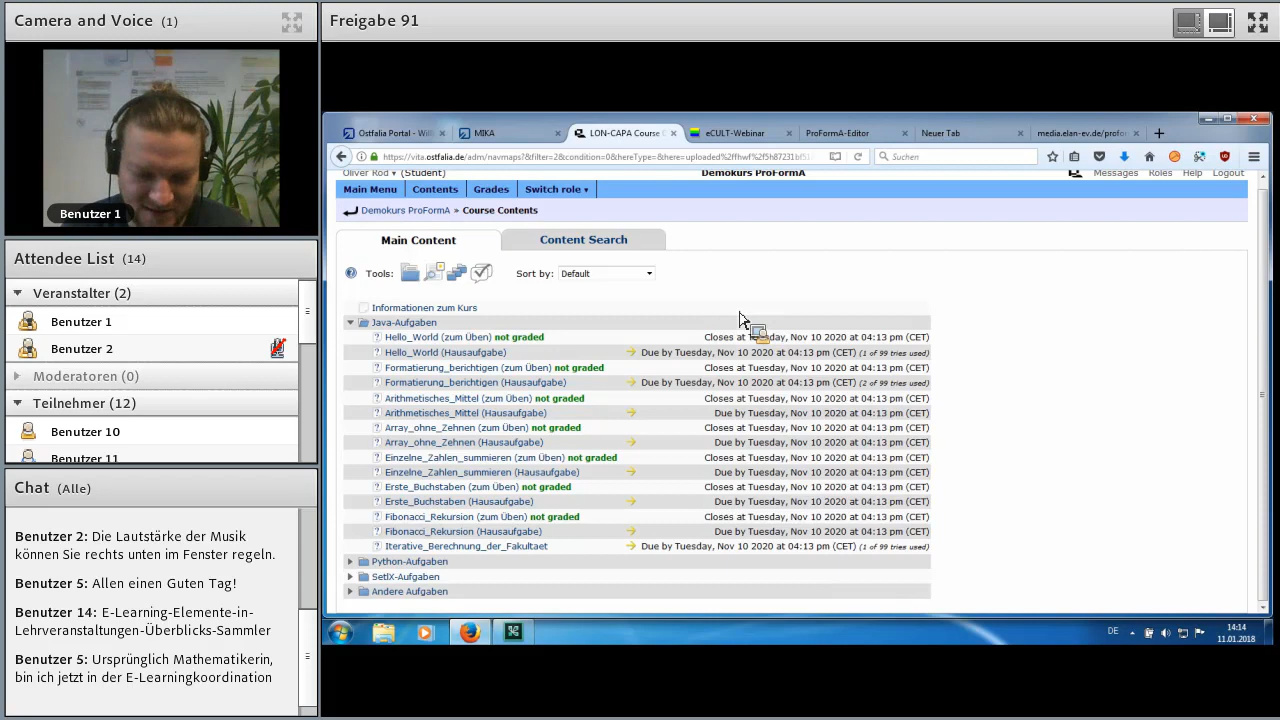 Camera and Voice (1)
Benutzer 1
Attendee List (14)
Veranstalter (2)
Benutzer 1
Benutzer 2
Moderatoren (0)
Teilnehmer (12)
Benutzer 10
Benutzer 11
Chat (Alle)
Benutzer 2: Die Lautstärke der Musik
können Sie rechts unten im Fenster regeln.
Benutzer 5: Allen einen Guten Tag!
Benutzer 14: E-Learning-Elemente-in-
Lehrveranstaltungen-Überblicks-Sammler
Benutzer 5: Ursprünglich Mathematikerin,
bin ich jetzt in der E-Learningkoordination
Freigabe 91
Ostfalia Portal - Will MIKA LON-CAPA Course C eCULT-Webinar ProFormA-Editor Neuer Tab media.elan-ev.de/profor
https://vita.ostfalia.de/adm/navmaps?&filter=2&condition=0&hereType=&here=uploaded%2ffhwf%2f5h87231bf51 Suchen
Oliver Rod (Student) Demokurs ProFormA Messages Roles Help Logout
Main Menu Contents Grades Switch role
Demokurs ProFormA » Course Contents
Main Content Content Search
Tools: Sort by: Default
Informationen zum Kurs
Java-Aufgaben
Hello_World (zum Üben) not graded Closes at Tuesday, Nov 10 2020 at 04:13 pm (CET)
Hello_World (Hausaufgabe) Due by Tuesday, Nov 10 2020 at 04:13 pm (CET) (1 of 99 tries used)
Formatierung_berichtigen (zum Üben) not graded Closes at Tuesday, Nov 10 2020 at 04:13 pm (CET)
Formatierung_berichtigen (Hausaufgabe) Due by Tuesday, Nov 10 2020 at 04:13 pm (CET) (2 of 99 tries used)
Arithmetisches_Mittel (zum Üben) not graded Closes at Tuesday, Nov 10 2020 at 04:13 pm (CET)
Arithmetisches_Mittel (Hausaufgabe) Due by Tuesday, Nov 10 2020 at 04:13 pm (CET)
Array_ohne_Zehnen (zum Üben) not graded Closes at Tuesday, Nov 10 2020 at 04:13 pm (CET)
Array_ohne_Zehnen (Hausaufgabe) Due by Tuesday, Nov 10 2020 at 04:13 pm (CET)
Einzelne_Zahlen_summieren (zum Üben) not graded Closes at Tuesday, Nov 10 2020 at 04:13 pm (CET)
Einzelne_Zahlen_summieren (Hausaufgabe) Due by Tuesday, Nov 10 2020 at 04:13 pm (CET)
Erste_Buchstaben (zum Üben) not graded Closes at Tuesday, Nov 10 2020 at 04:13 pm (CET)
Erste_Buchstaben (Hausaufgabe) Due by Tuesday, Nov 10 2020 at 04:13 pm (CET)
Fibonacci_Rekursion (zum Üben) not graded Closes at Tuesday, Nov 10 2020 at 04:13 pm (CET)
Fibonacci_Rekursion (Hausaufgabe) Due by Tuesday, Nov 10 2020 at 04:13 pm (CET)
Iterative_Berechnung_der_Fakultaet Due by Tuesday, Nov 10 2020 at 04:13 pm (CET) (1 of 99 tries used)
Python-Aufgaben
SetlX-Aufgaben
Andere Aufgaben
DE 14:14
11.01.2018